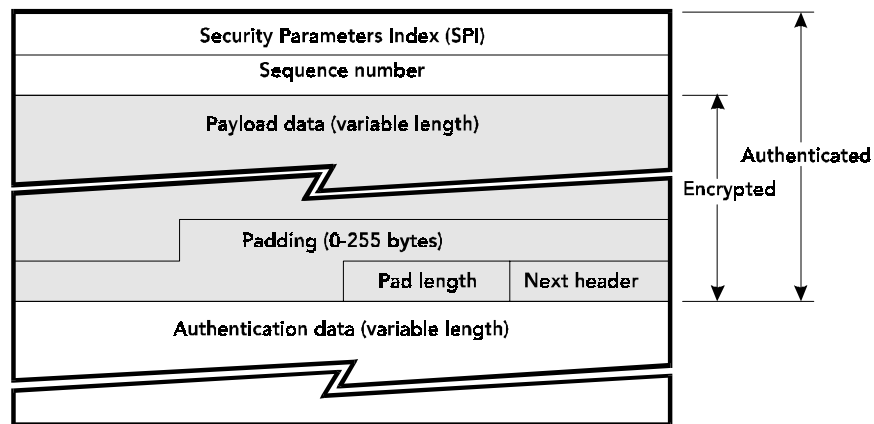 Security Parameters Index (SPI)
Sequence number
Payload data (variable length)
Authenticated
Encrypted
Padding (0-255 bytes)
Pad length
Next header
Authentication data (variable length)